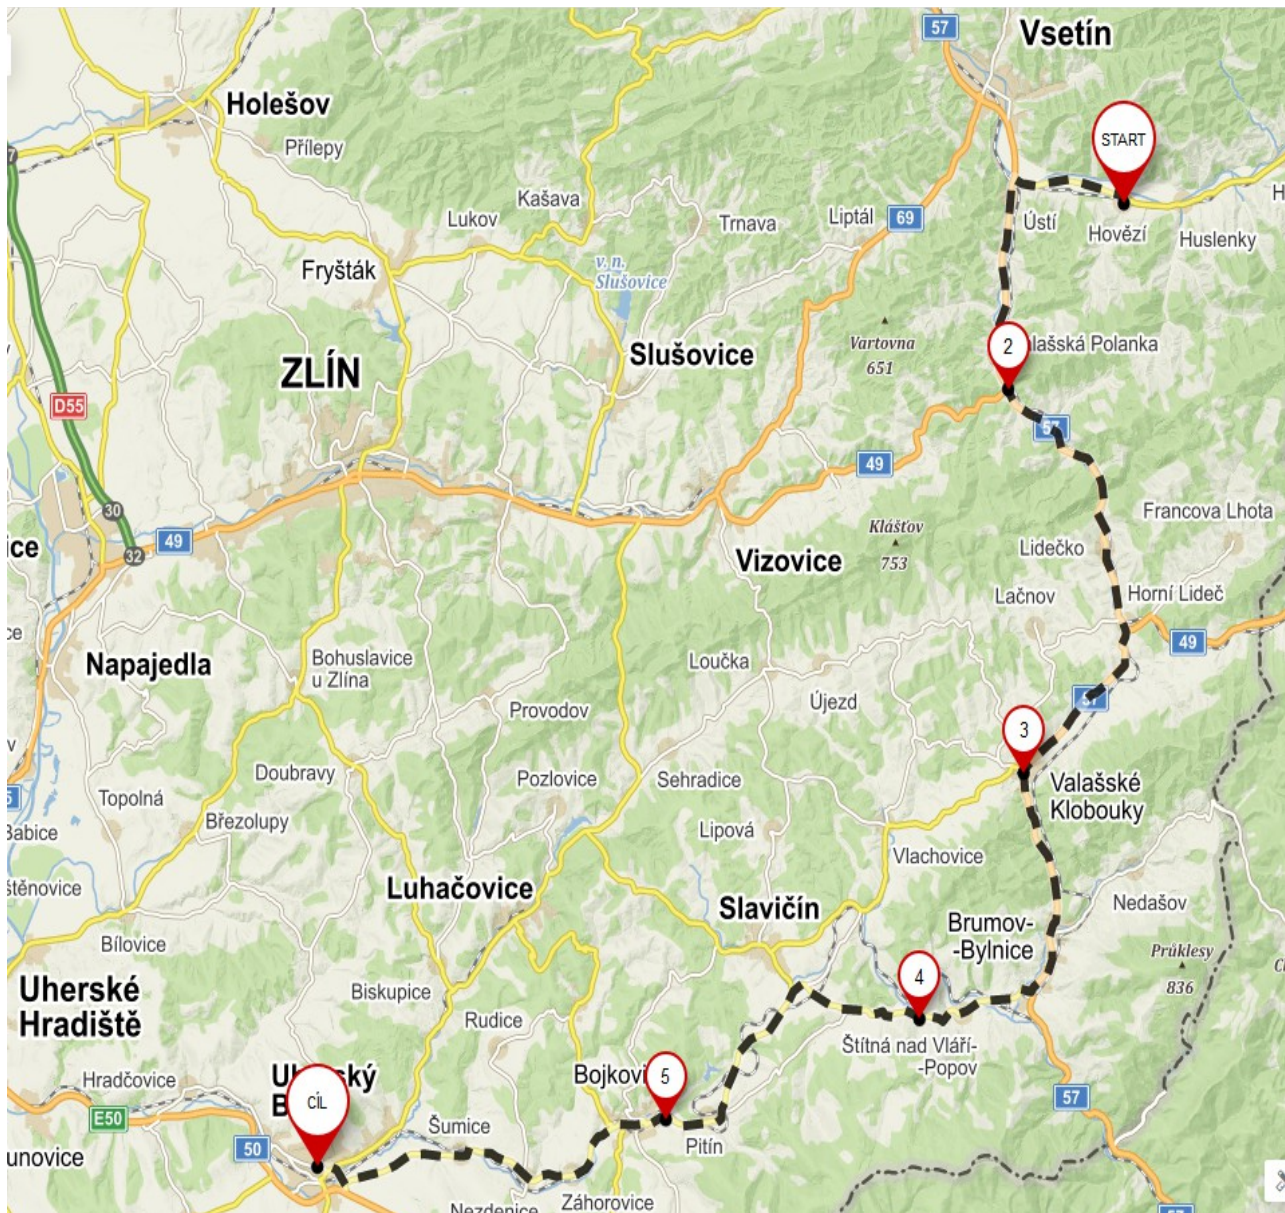 57
Vsetín
Holešov
Přílepy
START
Kašava
Lukov
Trnava
Liptál
69
Ústí
Hovězí
Huslenky
H
Fryšták
v. n.
Slušovice
ZLÍN
Slušovice
Vartovna
651
2
alašská Polanka
D55
57
49
30
49
32
ice
Klášťov
753
Vizovice
Francova Lhota
Lidečko
Lačnov
Horní Lideč
49
Napajedla
Bohuslavice
u Zlína
Loučka
Újezd
Provodov
57
3
Doubravy
Pozlovice
Sehradice
Valašské
Klobouky
Topolná
Březolupy
Lipová
Babice
Vlachovice
štěnovice
Luhačovice
Slavičín
Nedašov
Bílovice
Brumov-
-Bylnice
Průklesy
836
4
Uherské
Hradiště
Biskupice
Rudice
Štítná nad Vláří-
-Popov
Hradčovice
Bojkovi
5
CÍL
57
E50
50
Šumice
Pitín
unovice
Nezdenice
Záhorovice
57